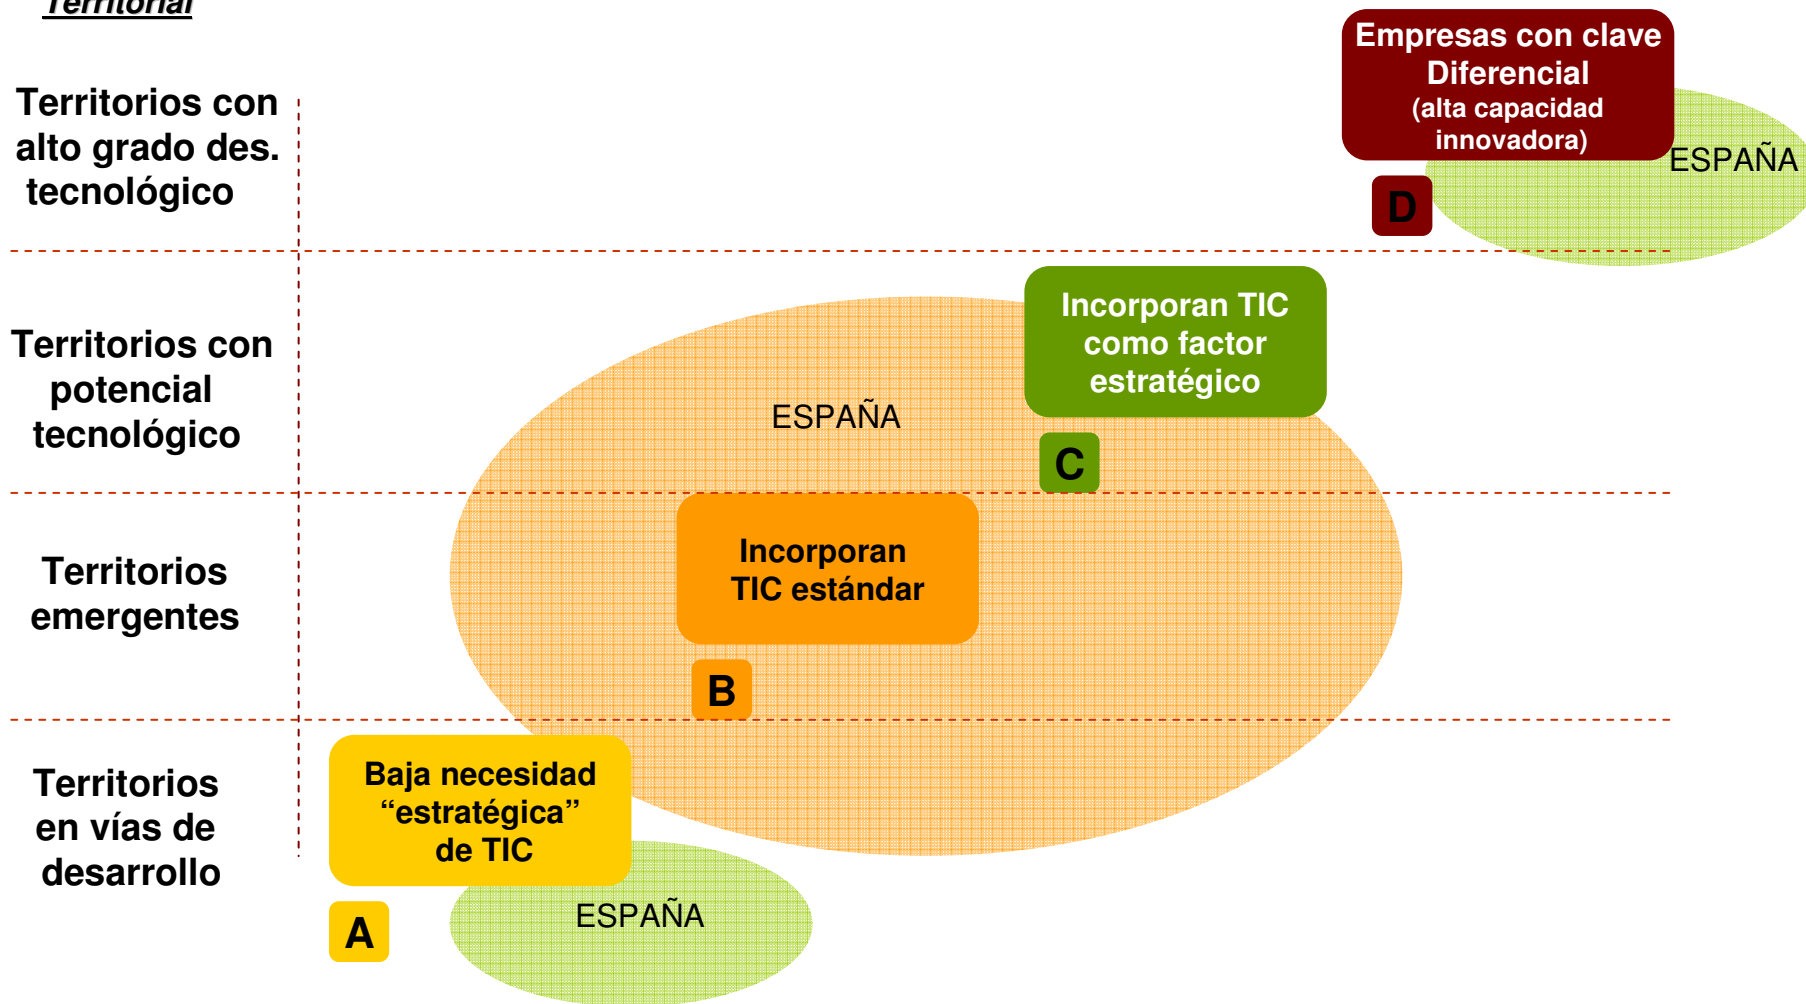 Territorial
Empresas con clave
Diferencial
(alta capacidad
innovadora)
Territorios con
alto grado des.
tecnológico
ESPAÑA
D
Incorporan TIC
como factor
estratégico
Territorios con
potencial
tecnológico
ESPAÑA
C
Incorporan
TIC estándar
Territorios
emergentes
B
Baja necesidad
“estratégica”
de TIC
Territorios
en vías de
desarrollo
ESPAÑA
A